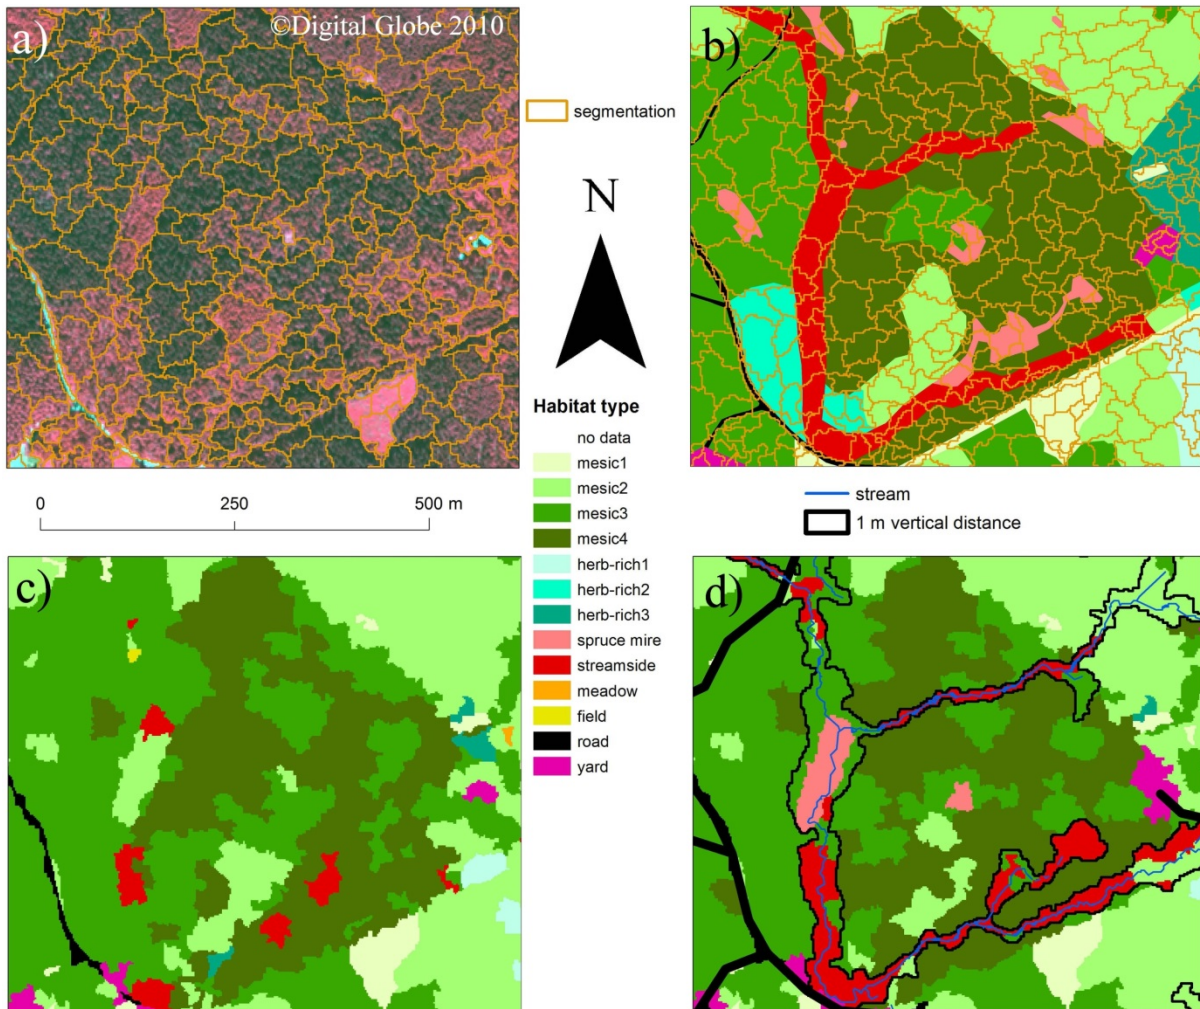 a)
©Digital Globe 2010
b)
segmentation
N
Habitat type
no data
mesic1
mesic2
mesic3
mesic4
herb-rich1
herb-rich2
herb-rich3
spruce mire
streamside
meadow
field
road
yard
0 250 500 m
stream
1 m vertical distance
c)
d)